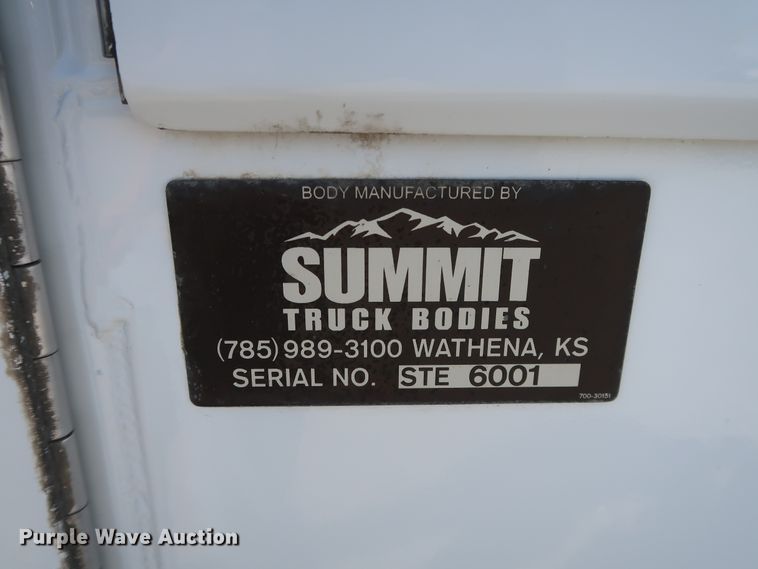 BODY MANUFACTURED BY
SUMMIT
TRUCK BODIES
(785) 989-3100 WATHENA, KS
SERIAL NO. STE 6001
700-30151
Purple Wave Auction